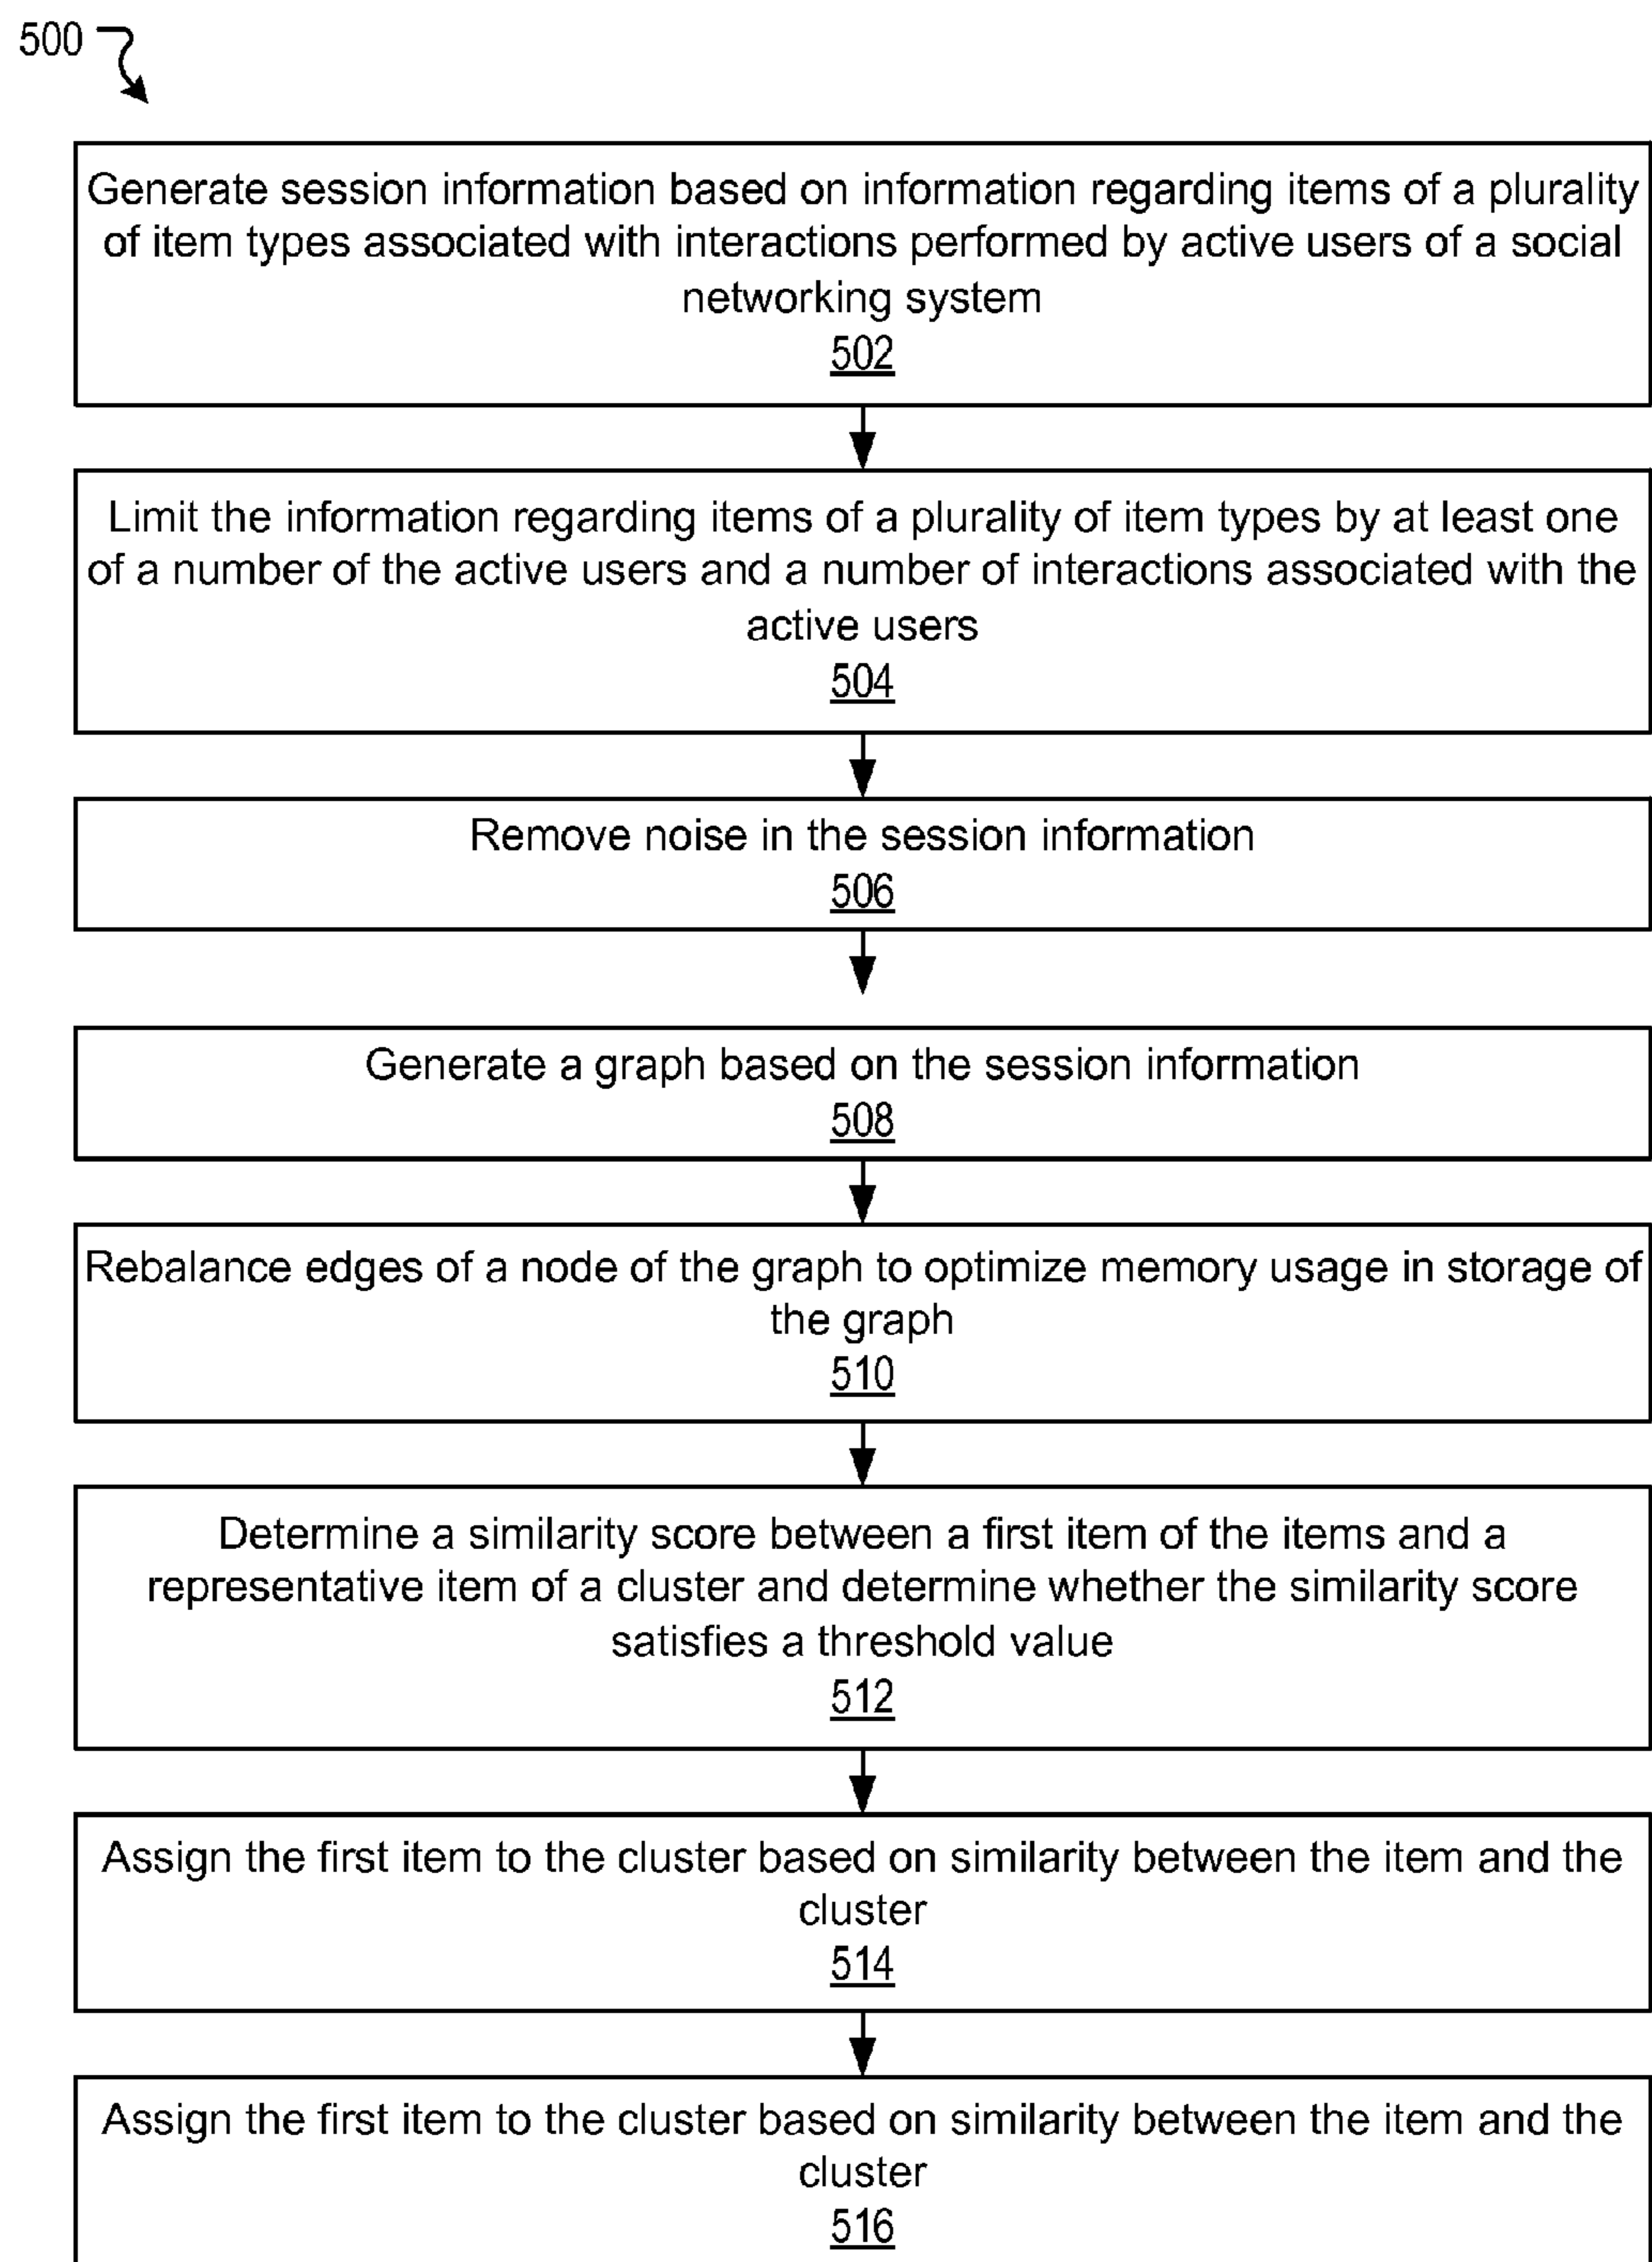 500
Generate session information based on information regarding items of a plurality
of item types associated with interactions performed by active users of a social
networking system
502
Limit the information regarding items of a plurality of item types by at least one
of a number of the active users and a number of interactions associated with the
active users
504
Remove noise in the session information
506
Generate a graph based on the session information
508
Rebalance edges of a node of the graph to optimize memory usage in storage of
the graph
510
Determine a similarity score between a first item of the items and a
representative item of a cluster and determine whether the similarity score
satisfies a threshold value
512
Assign the first item to the cluster based on similarity between the item and the
cluster
514
Assign the first item to the cluster based on similarity between the item and the
cluster
516